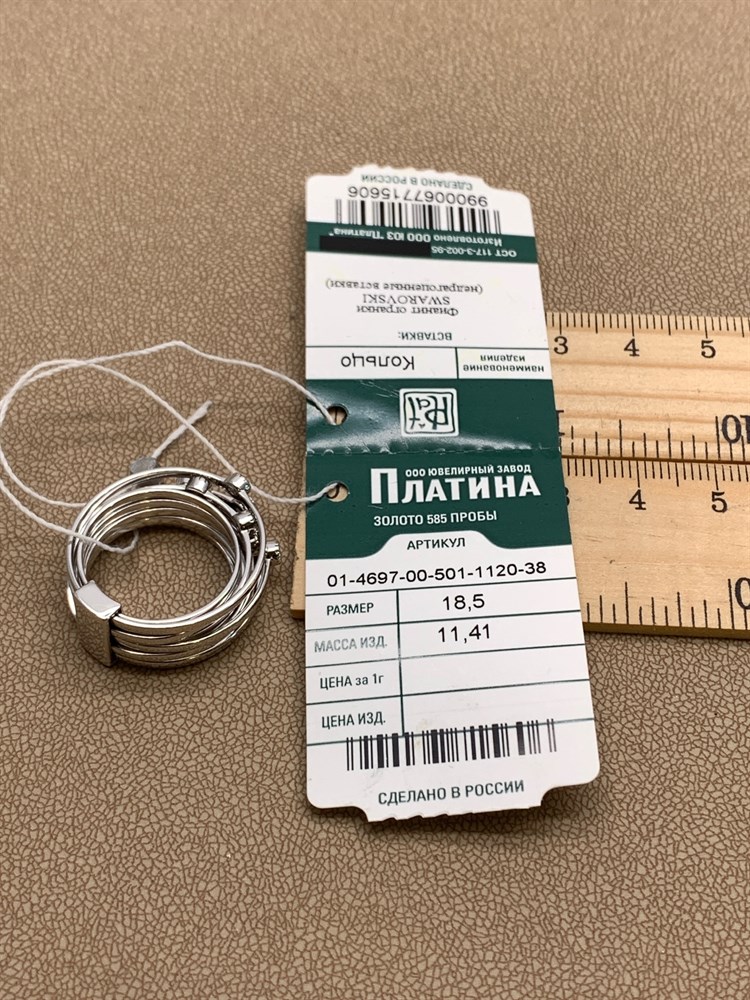 СДЕЛАНО В РОССИИ
9900067715606
Изготовлено ООО ЮЗ "Платина"
ОСТ 117-3-002-95
Фианит огранки
SWAROVSKI
(недрагоценные вставки)
ВСТАВКИ:
наименование изделия
Кольцо
Plat
ООО ЮВЕЛИРНЫЙ ЗАВОД
ПЛАТИНА
ЗОЛОТО 585 ПРОБЫ
АРТИКУЛ
01-4697-00-501-1120-38
РАЗМЕР 18,5
МАССА ИЗД. 11,41
ЦЕНА за 1г
ЦЕНА ИЗД.
СДЕЛАНО В РОССИИ
3 4 5
4 5